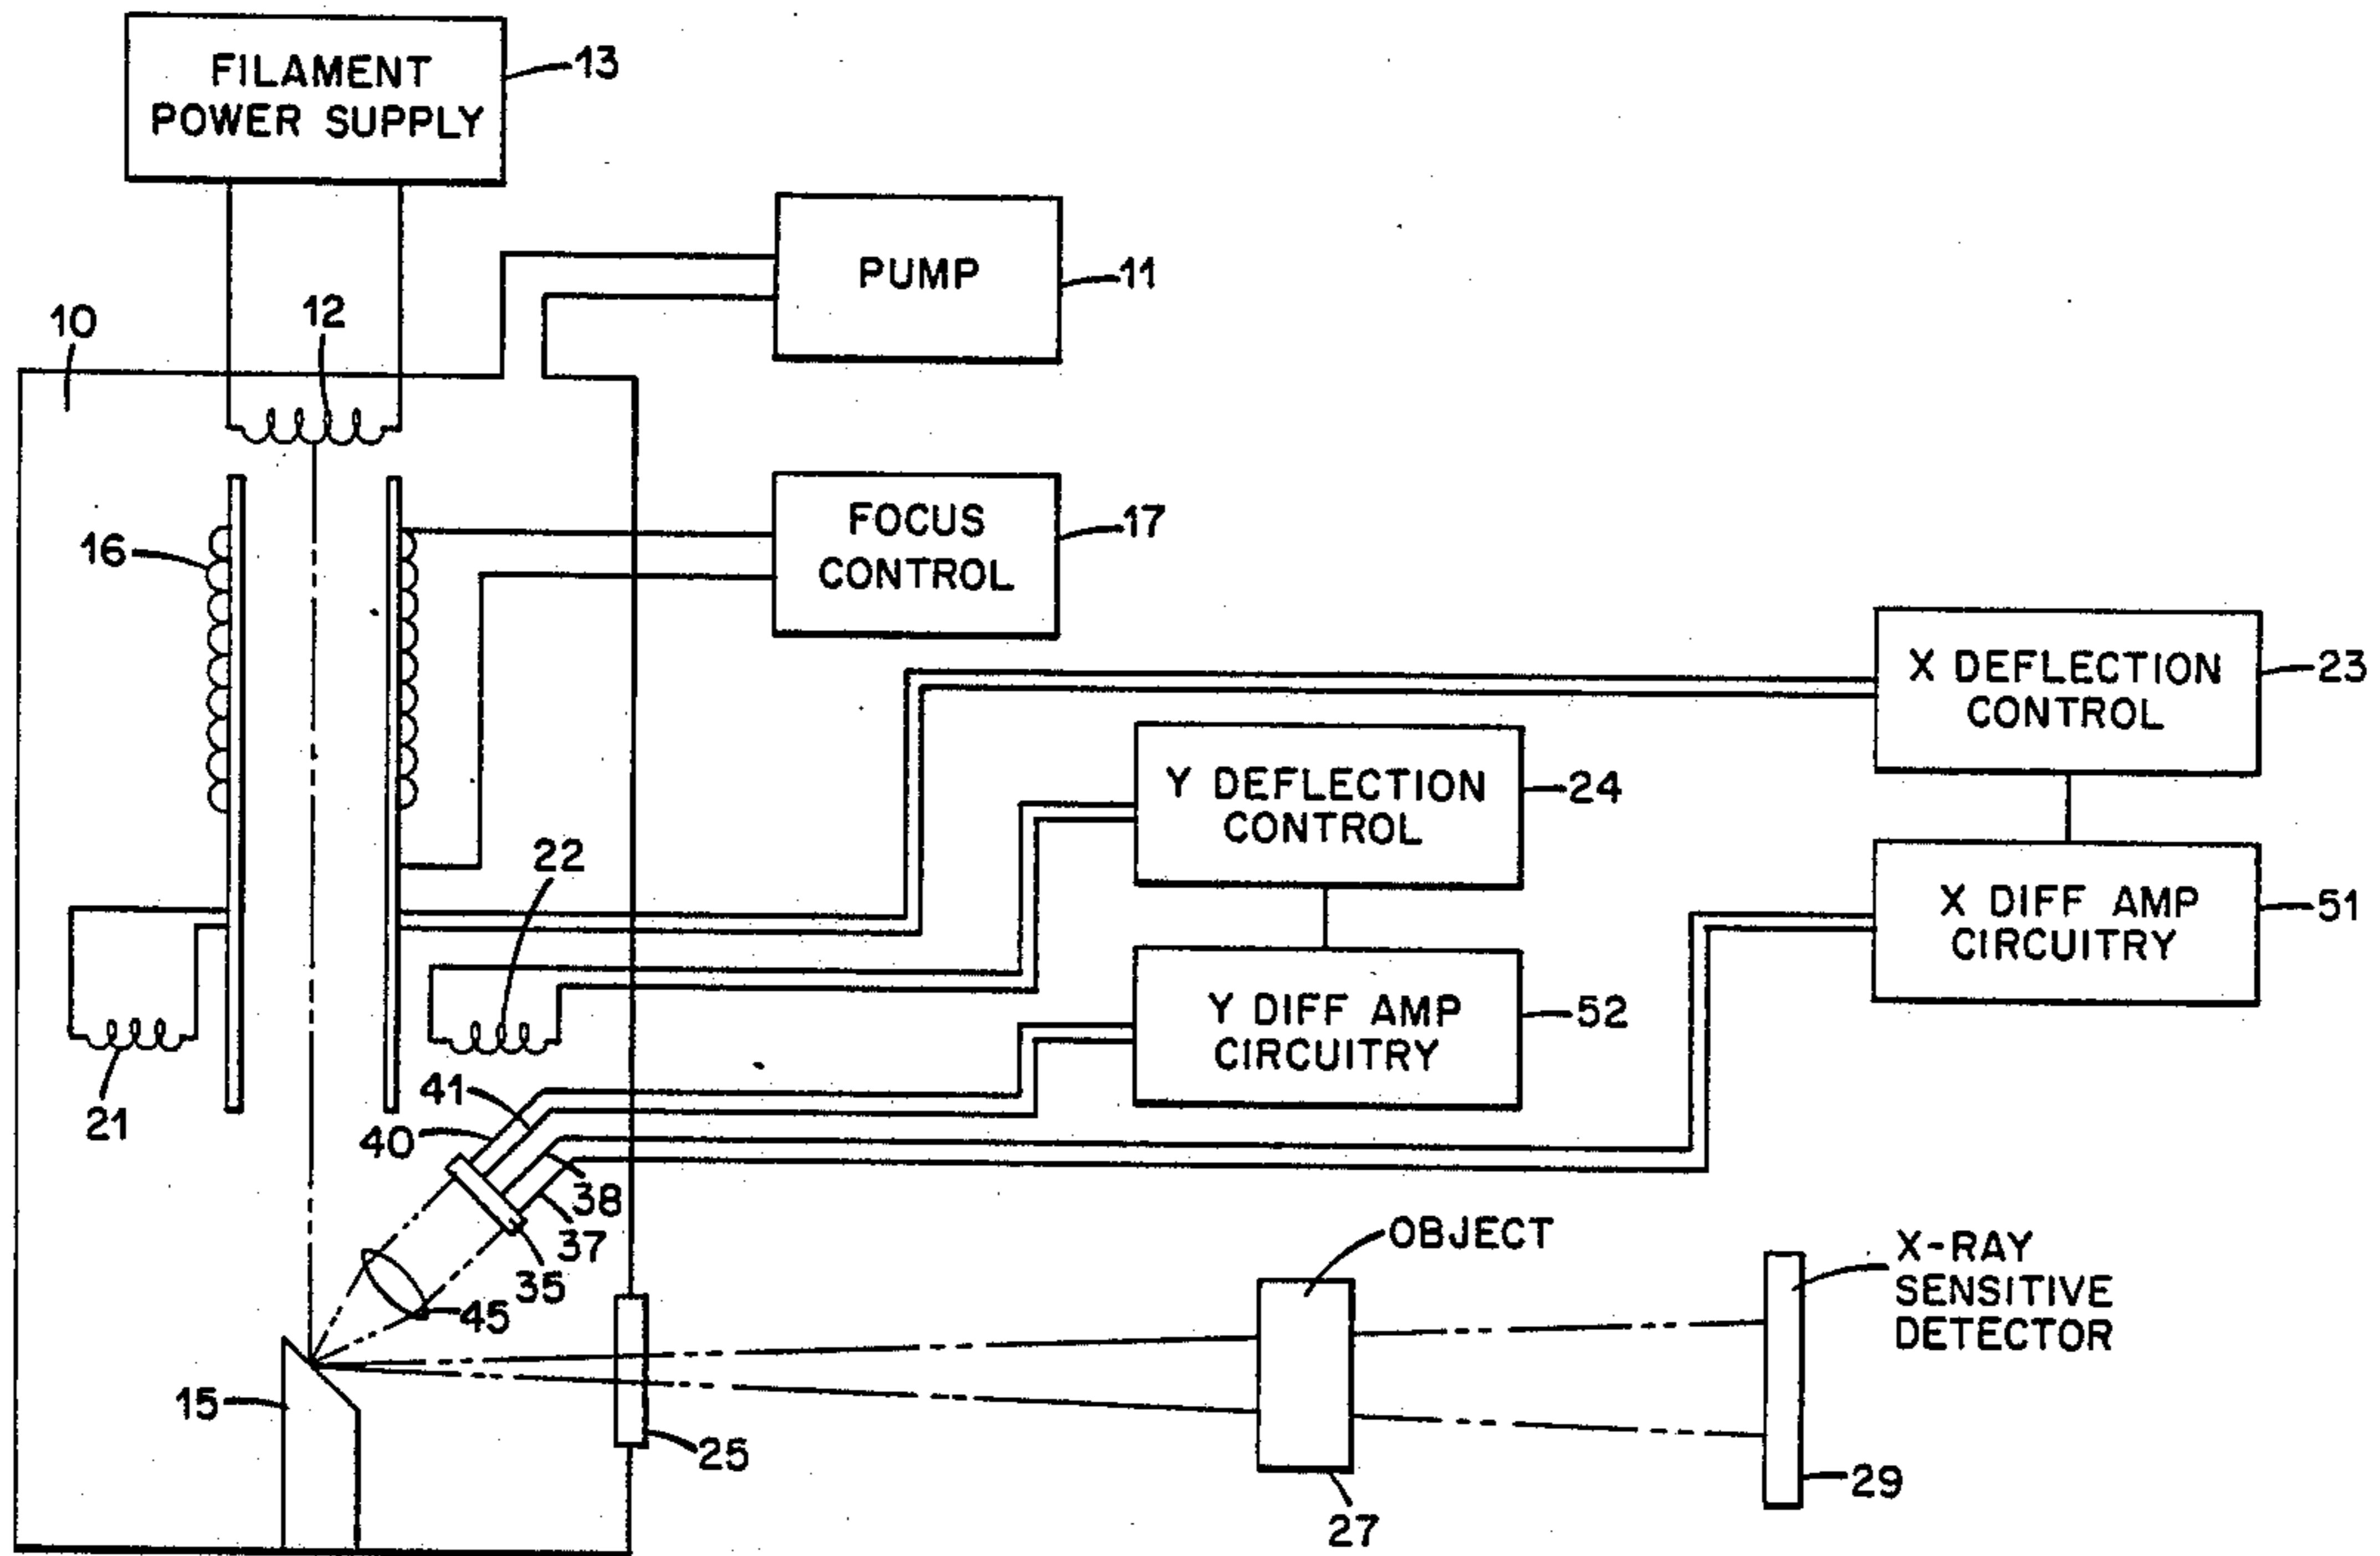 FILAMENT
POWER SUPPLY
13
PUMP
11
10
12
16
FOCUS
CONTROL
17
X DEFLECTION
CONTROL
23
Y DEFLECTION
CONTROL
24
22
X DIFF AMP
CIRCUITRY
51
Y DIFF AMP
CIRCUITRY
52
21
41
40
38
37
35
45
OBJECT
X-RAY
SENSITIVE
DETECTOR
15
25
27
29